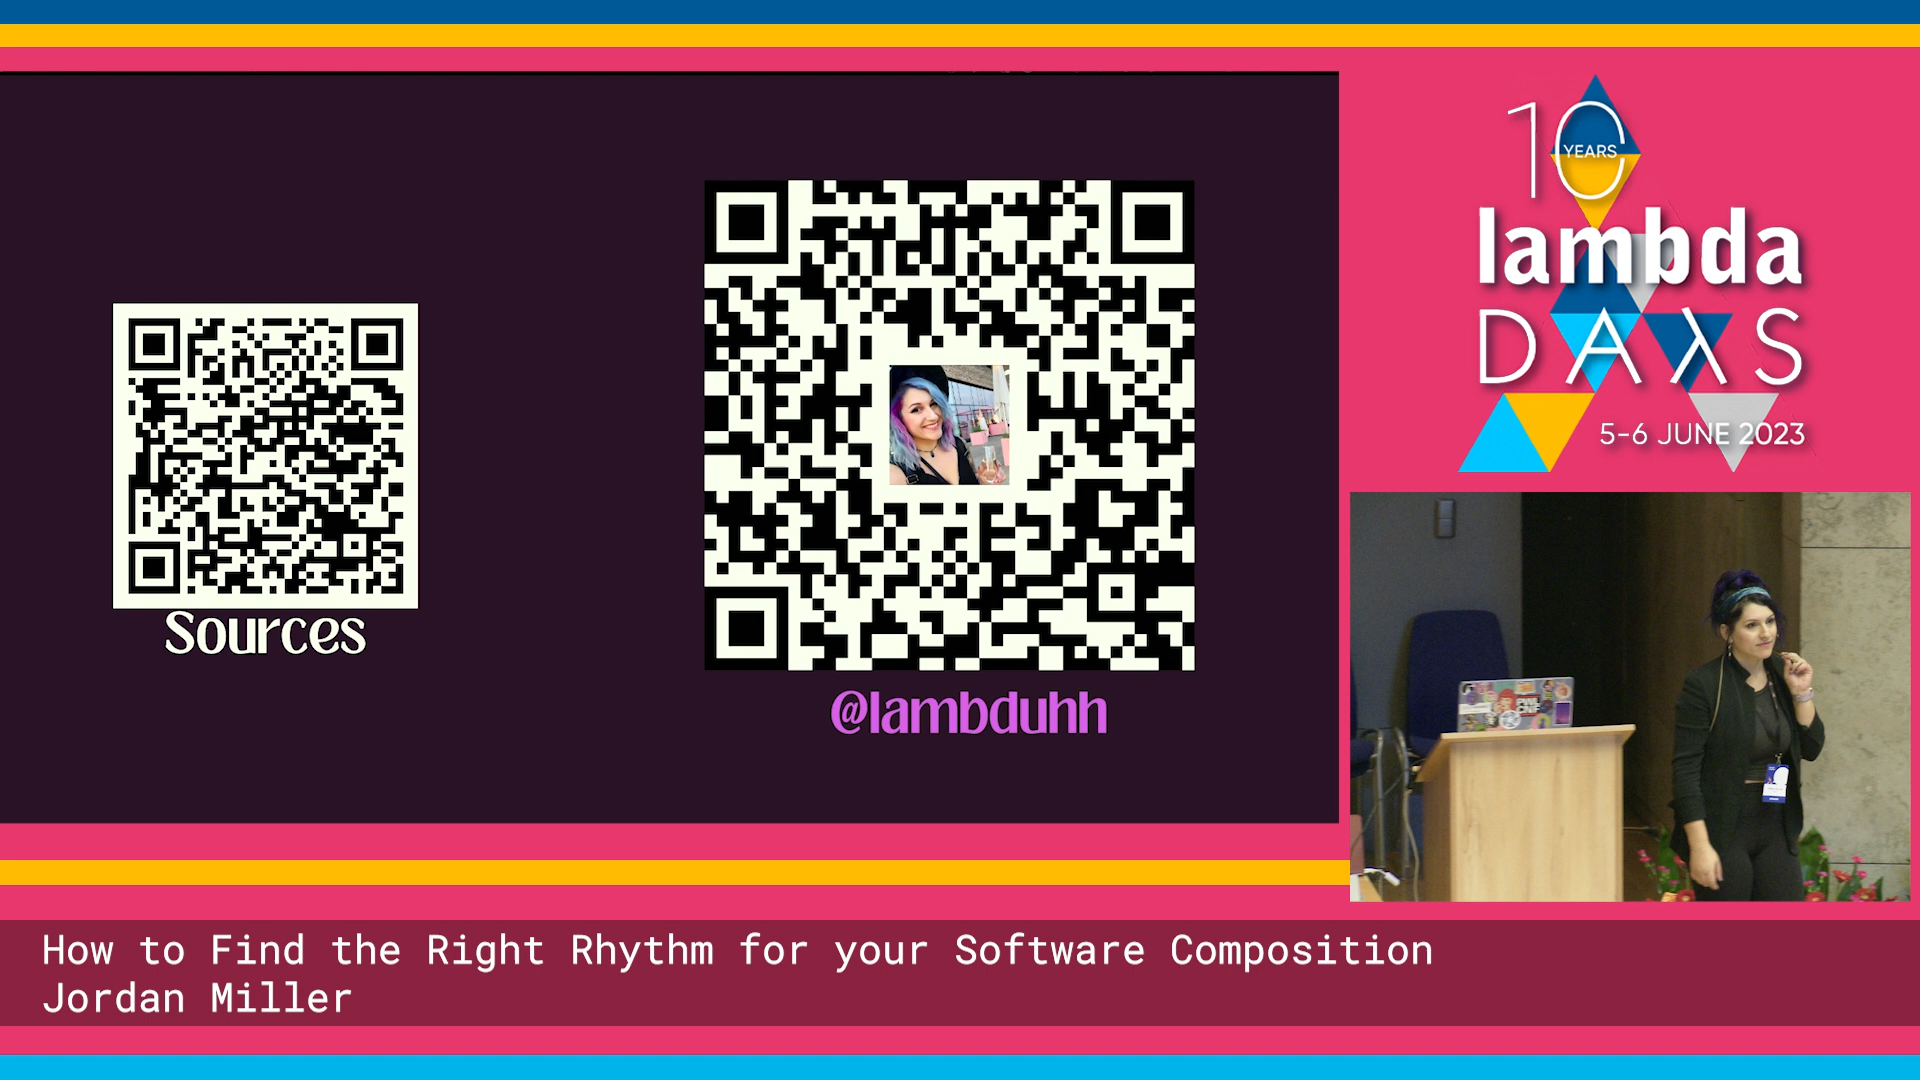 Sources
@lambduhh
10
YEARS
lambda
DAλS
5-6 JUNE 2023
How to Find the Right Rhythm for your Software Composition
Jordan Miller